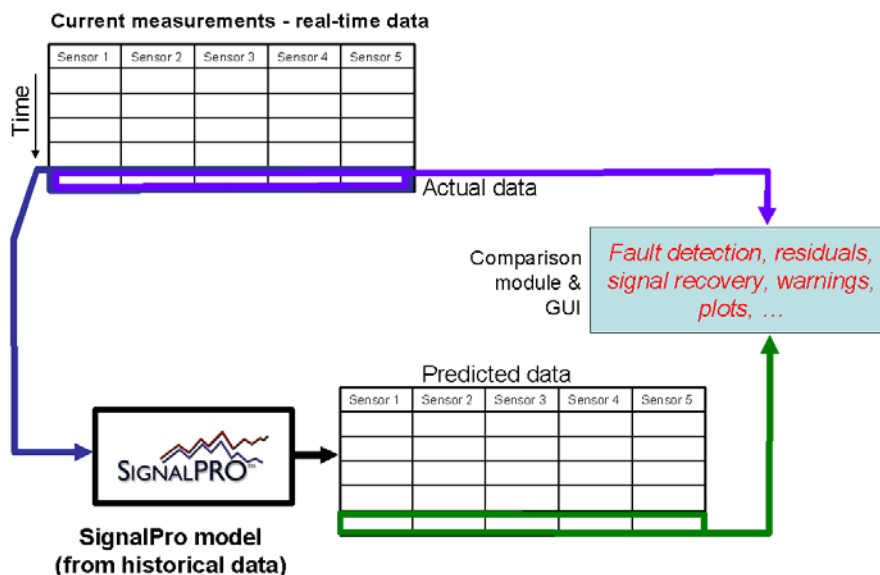 Current measurements - real-time data
Sensor 1 Sensor 2 Sensor 3 Sensor 4 Sensor 5
Time
Actual data
Comparison
module &
GUI
Fault detection, residuals,
signal recovery, warnings,
plots, ...
Predicted data
Sensor 1 Sensor 2 Sensor 3 Sensor 4 Sensor 5
SIGNALPRO™
SignalPro model
(from historical data)